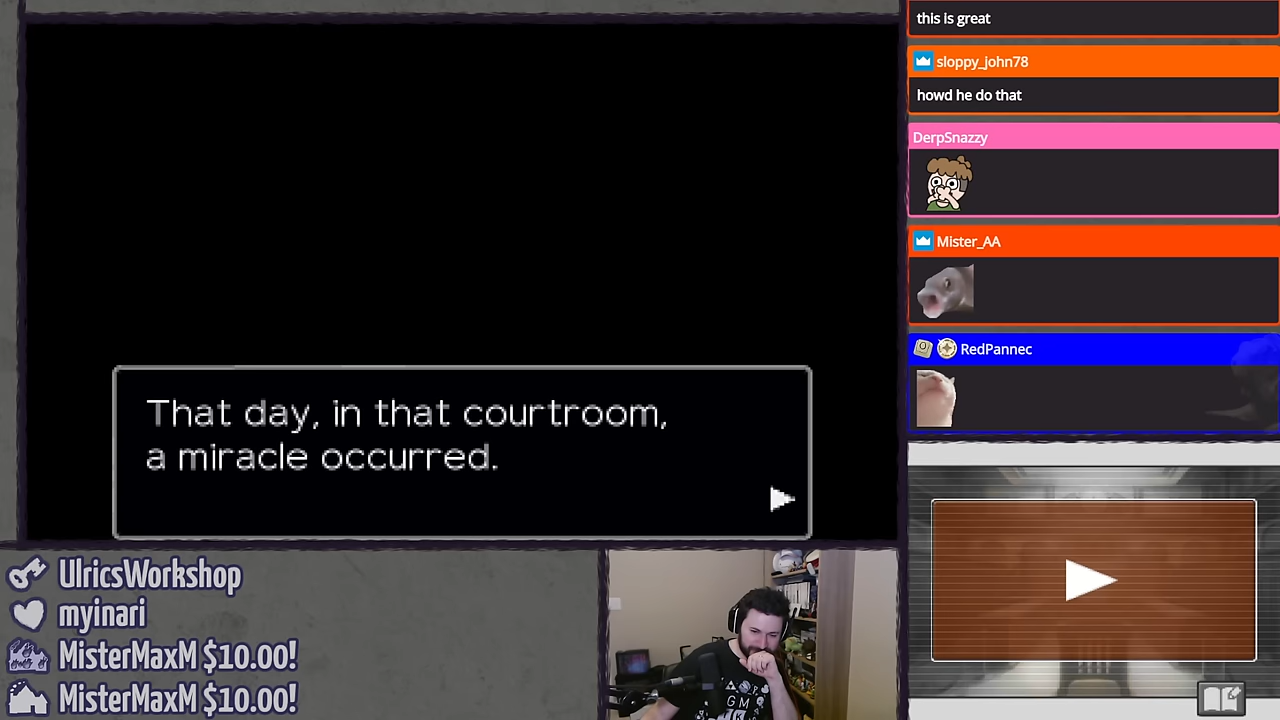 That day, in that courtroom,
a miracle occurred.
this is great
sloppy_john78
howd he do that
DerpSnazzy
Mister_AA
RedPannec
UlricsWorkshop
myinari
MisterMaxM $10.00!
MisterMaxM $10.00!
GM